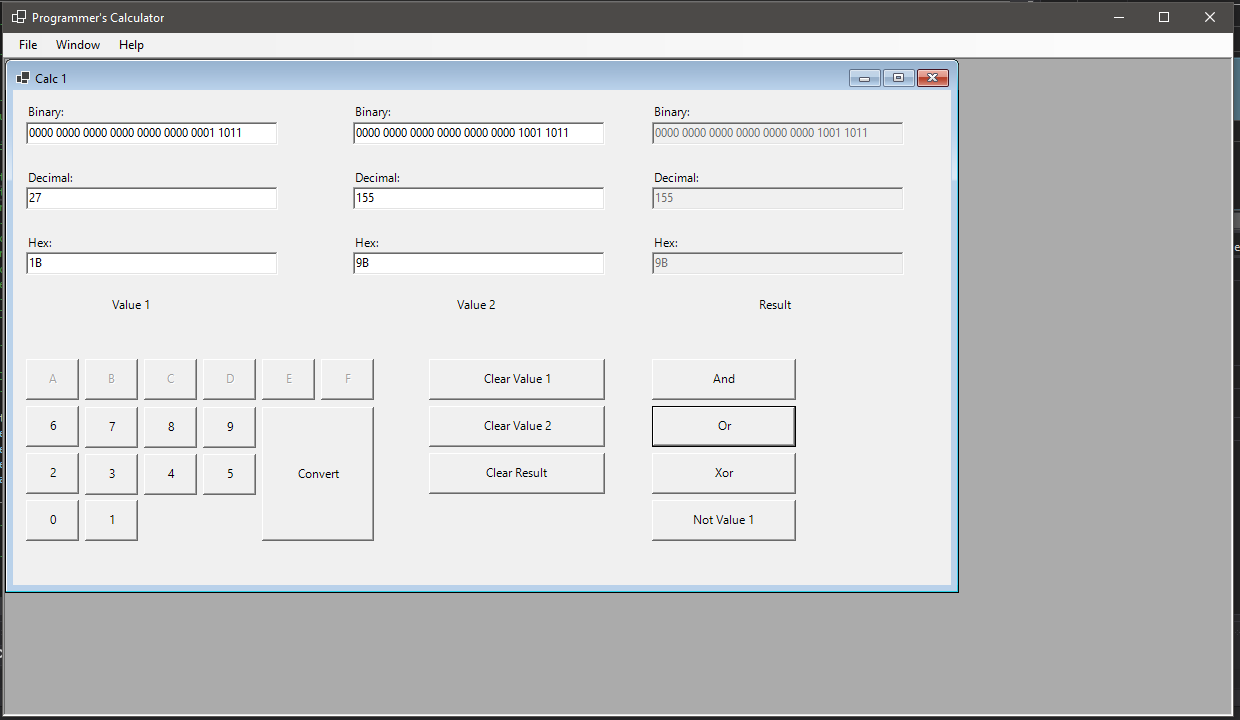 Programmer's Calculator
File Window Help
Calc 1
Binary: Binary: Binary:
0000 0000 0000 0000 0000 0000 0001 1011 0000 0000 0000 0000 0000 0000 1001 1011 0000 0000 0000 0000 0000 0000 1001 1011
Decimal: Decimal: Decimal:
27 155 155
Hex: Hex: Hex:
1B 9B 9B
Value 1 Value 2 Result
A B C D E F Clear Value 1 And
6 7 8 9 Clear Value 2 Or
2 3 4 5 Convert Clear Result Xor
0 1 Not Value 1